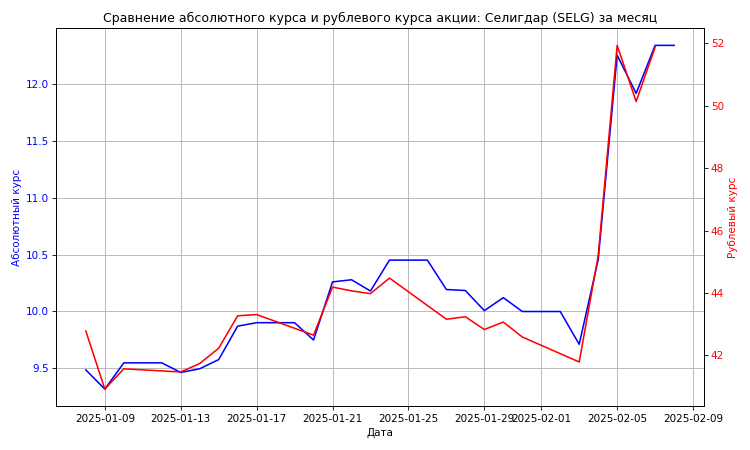 Сравнение абсолютного курса и рублевого курса акции: Селигдар (SELG) за месяц
Абсолютный курс
12.0
11.5
11.0
10.5
10.0
9.5
52
50
48
46
44
42
Рублевый курс
2025-01-09 2025-01-13 2025-01-17 2025-01-21 2025-01-25 2025-01-29 2025-02-01 2025-02-05 2025-02-09
Дата